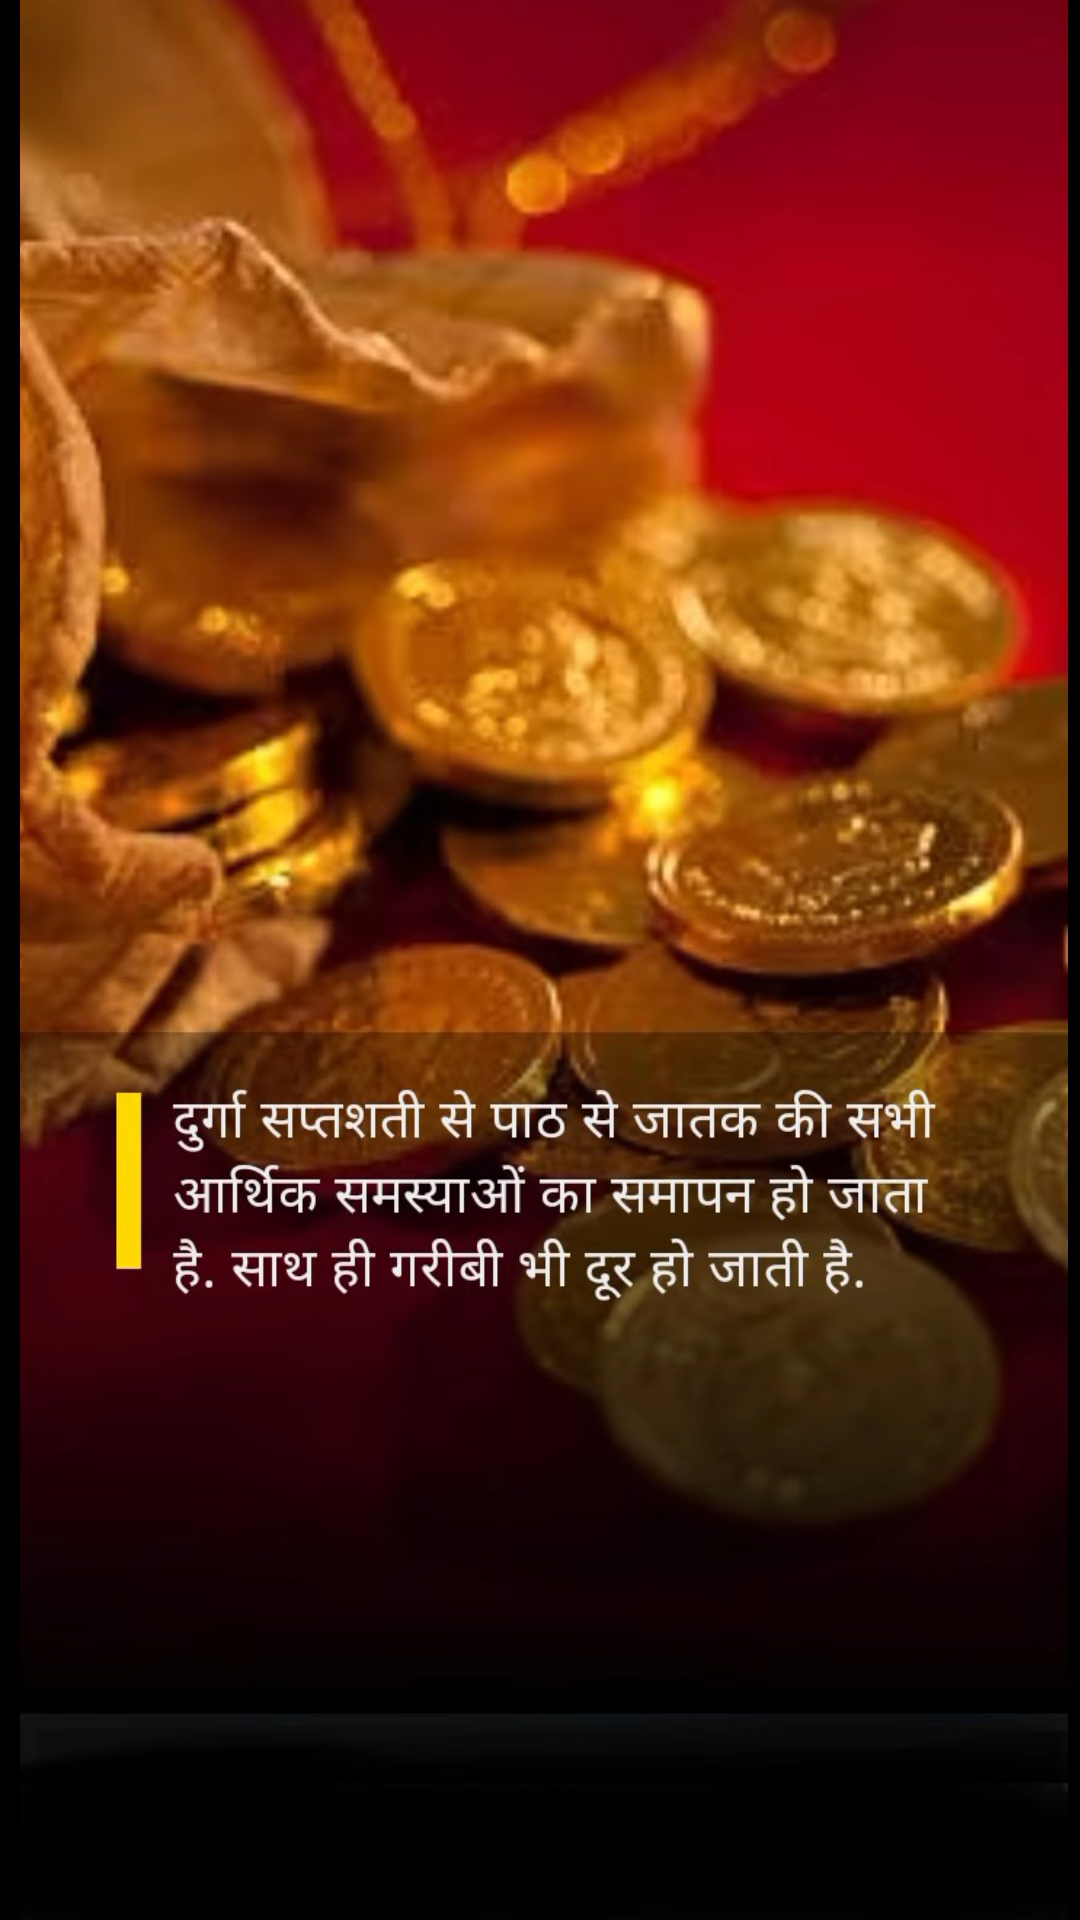 दुर्गा सप्तशती से पाठ से जातक की सभी
आर्थिक समस्याओं का समापन हो जाता
है. साथ ही गरीबी भी दूर हो जाती है.